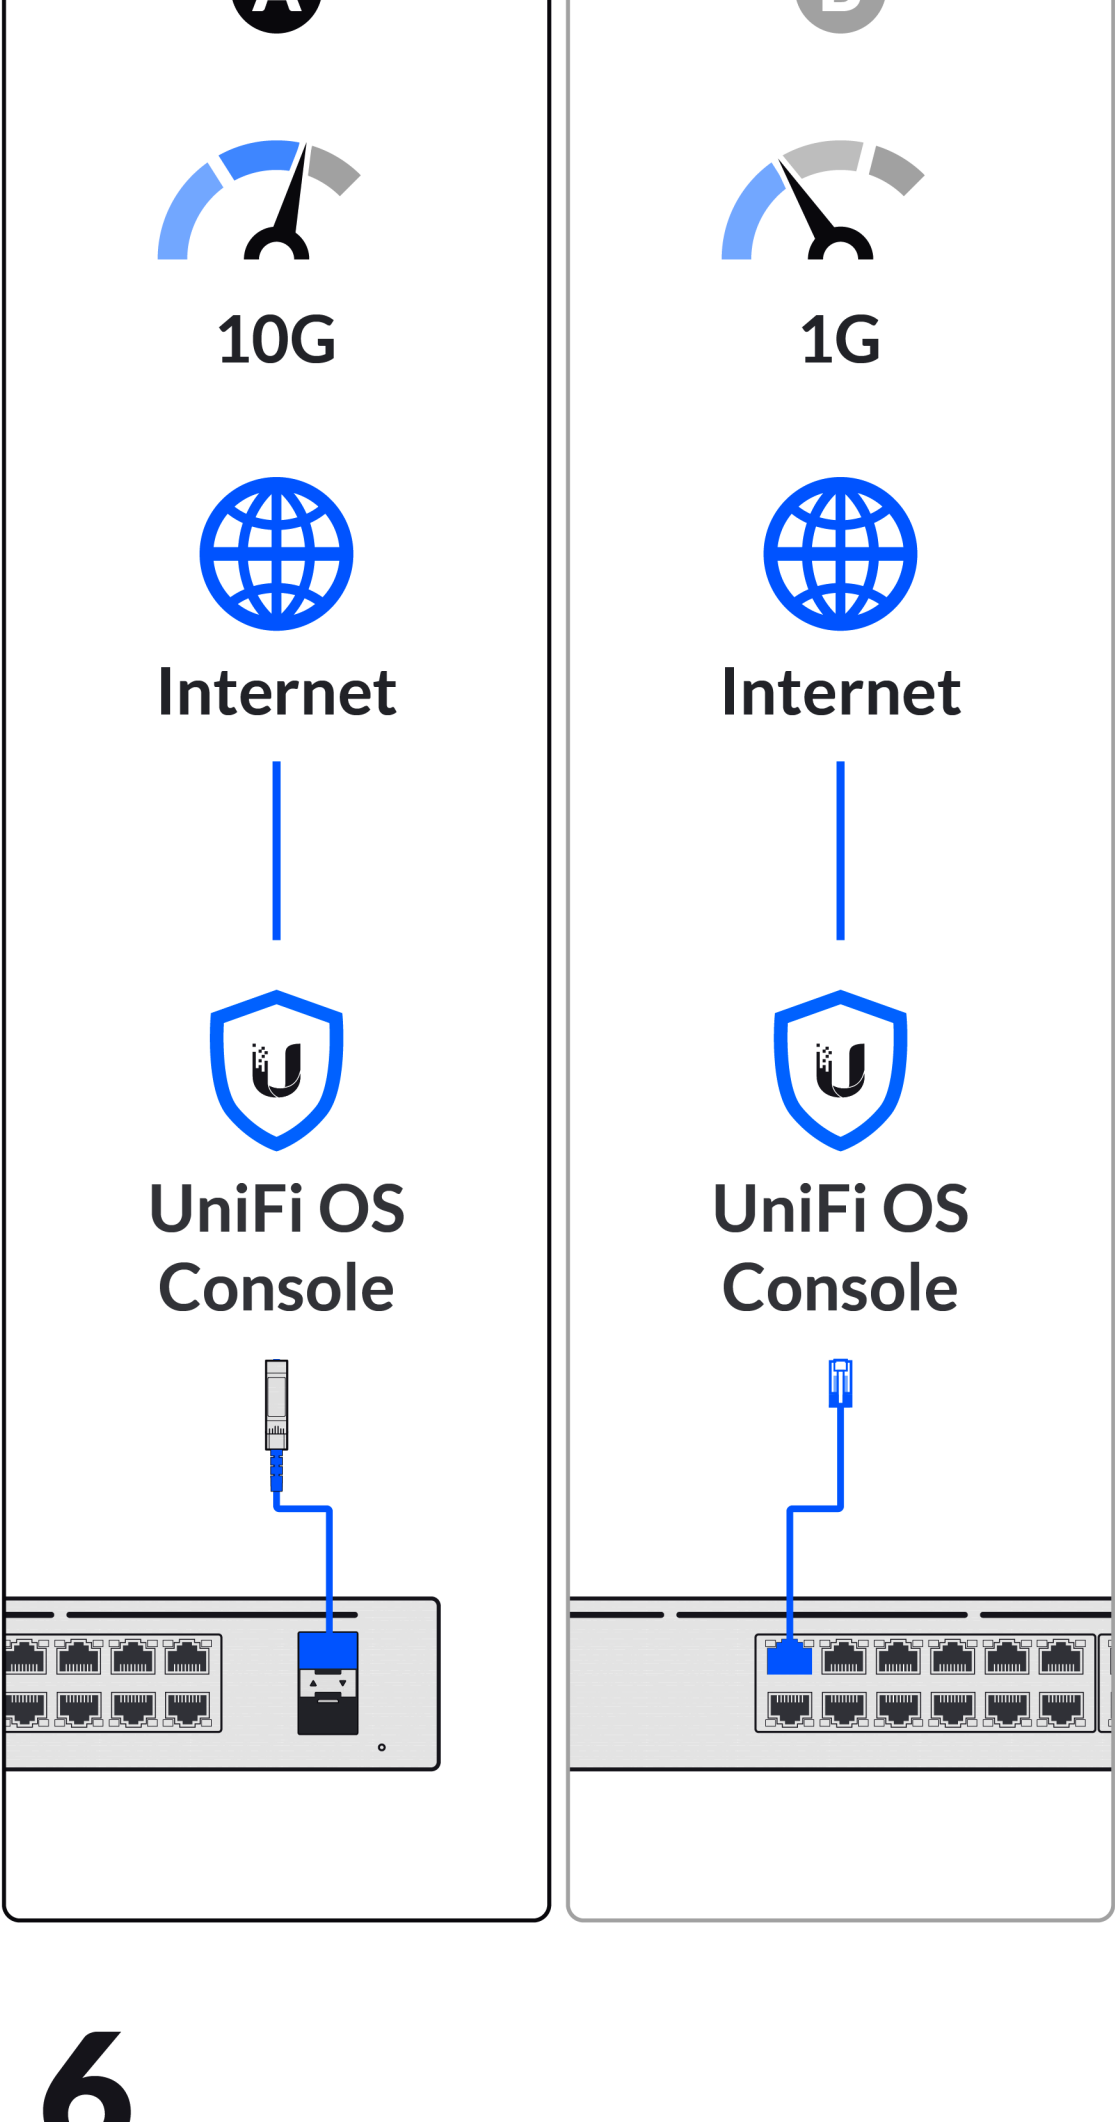 A
B
10G
1G
Internet
Internet
U
U
UniFi OS
Console
UniFi OS
Console
6